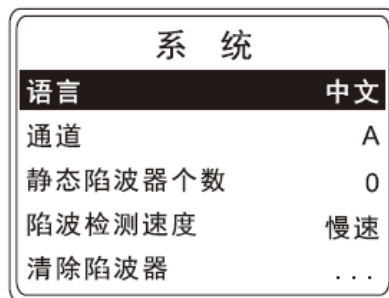 系 统
语言 中文
通道 A
静态陷波器个数 0
陷波检测速度 慢速
清除陷波器 ...